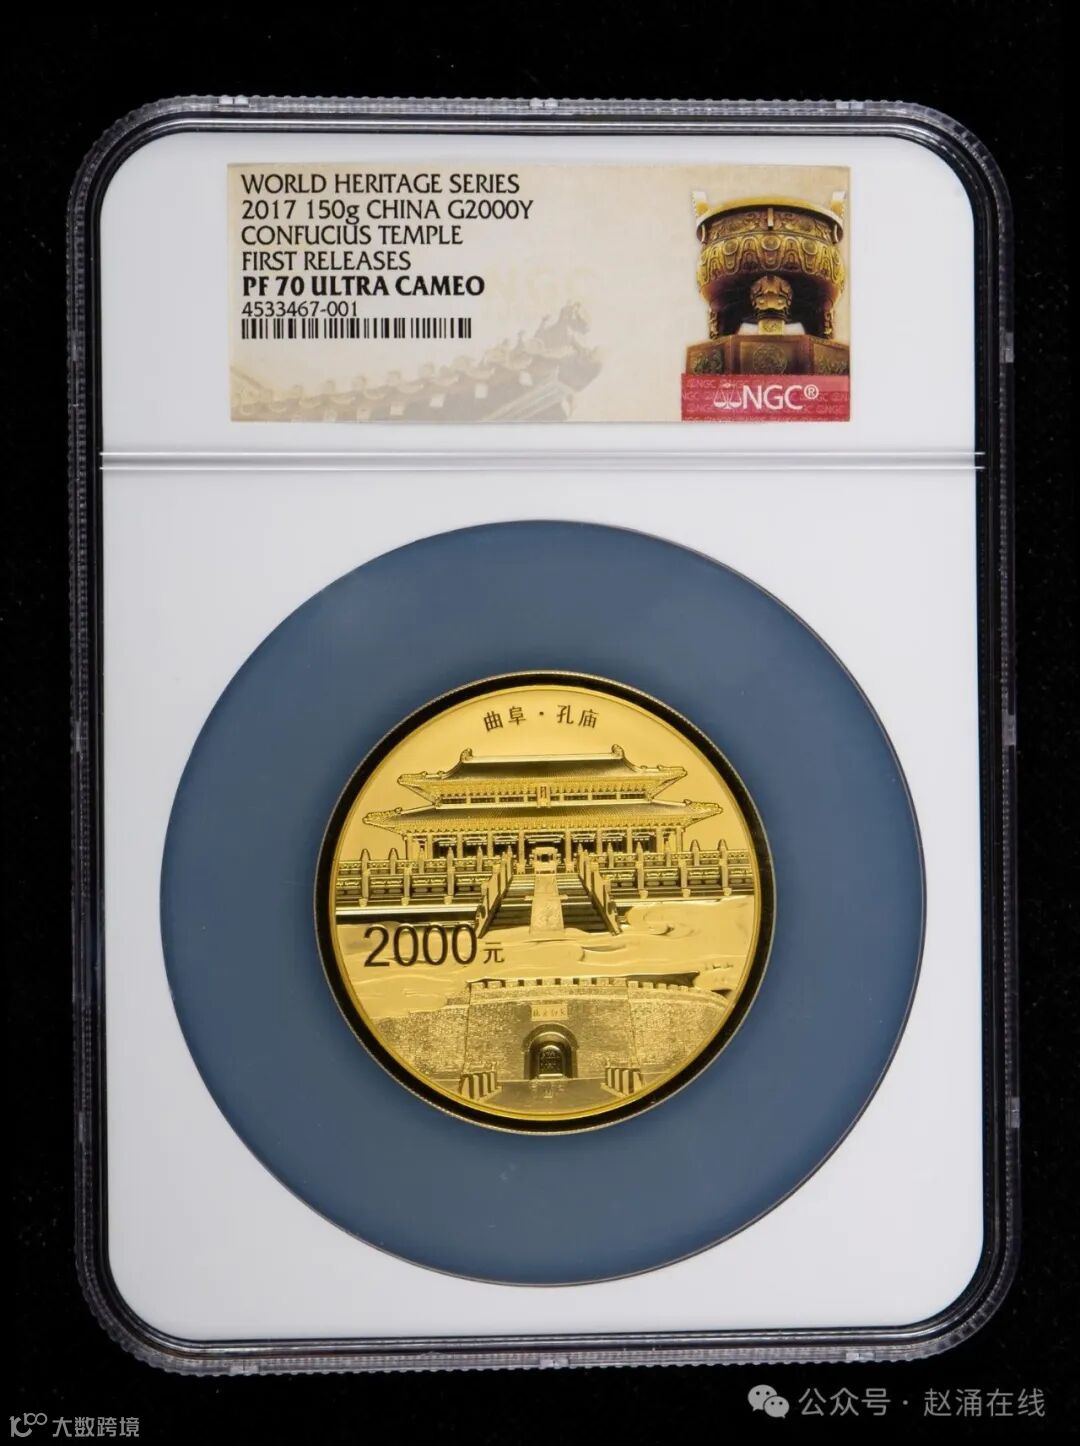 WORLD HERITAGE SERIES
2017 150g CHINA G2000Y
CONFUCIUS TEMPLE
FIRST RELEASES
PF 70 ULTRA CAMEO
4533467-001
NGC®
曲阜·孔庙
2000元
公众号·赵涌在线
大数跨境